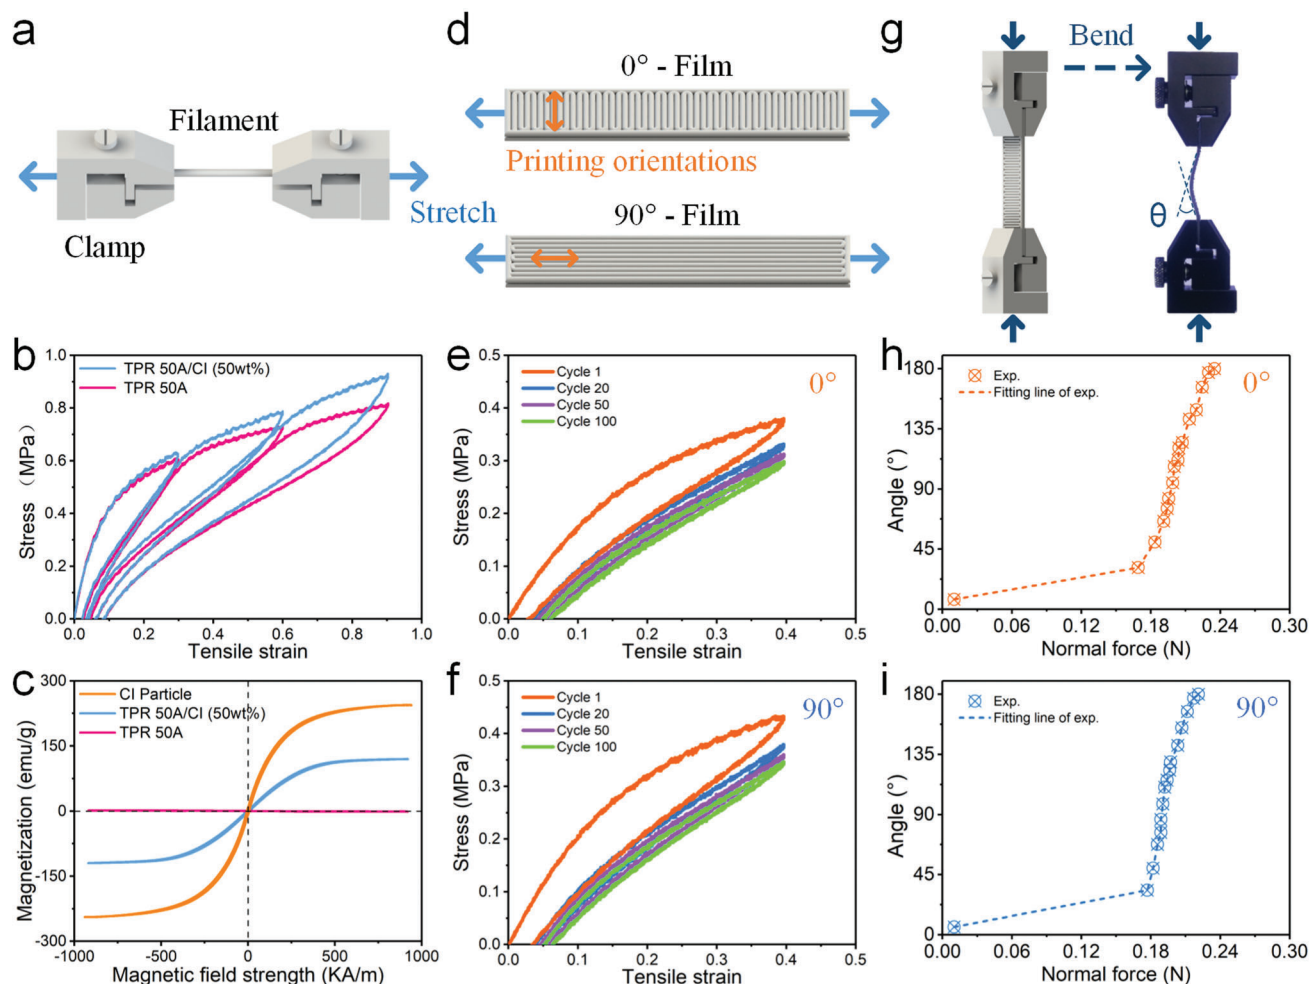 a
Filament
Clamp
Stretch
d
0° - Film
Printing orientations
90° - Film
g
Bend
θ
b
TPR 50A/CI (50wt%)
TPR 50A
Stress （MPa)
1.0
0.8
0.6
0.4
0.2
0.0
0.0 0.2 0.4 0.6 0.8 1.0
Tensile strain
e
Cycle 1
Cycle 20
Cycle 50
Cycle 100
0°
Stress (MPa)
0.5
0.4
0.3
0.2
0.1
0.0
0.0 0.1 0.2 0.3 0.4 0.5
Tensile strain
h
Exp.
Fitting line of exp.
0°
Angle (°)
180
135
90
45
0
0.00 0.06 0.12 0.18 0.24 0.30
Normal force (N)
c
CI Particle
TPR 50A/CI (50wt%)
TPR 50A
Magnetization (emu/g)
300
150
0
-150
-300
-1000 -500 0 500 1000
Magnetic field strength (KA/m)
f
Cycle 1
Cycle 20
Cycle 50
Cycle 100
90°
Stress (MPa)
0.5
0.4
0.3
0.2
0.1
0.0
0.0 0.1 0.2 0.3 0.4 0.5
Tensile strain
i
Exp.
Fitting line of exp.
90°
Angle (°)
180
135
90
45
0
0.00 0.06 0.12 0.18 0.24 0.30
Normal force (N)